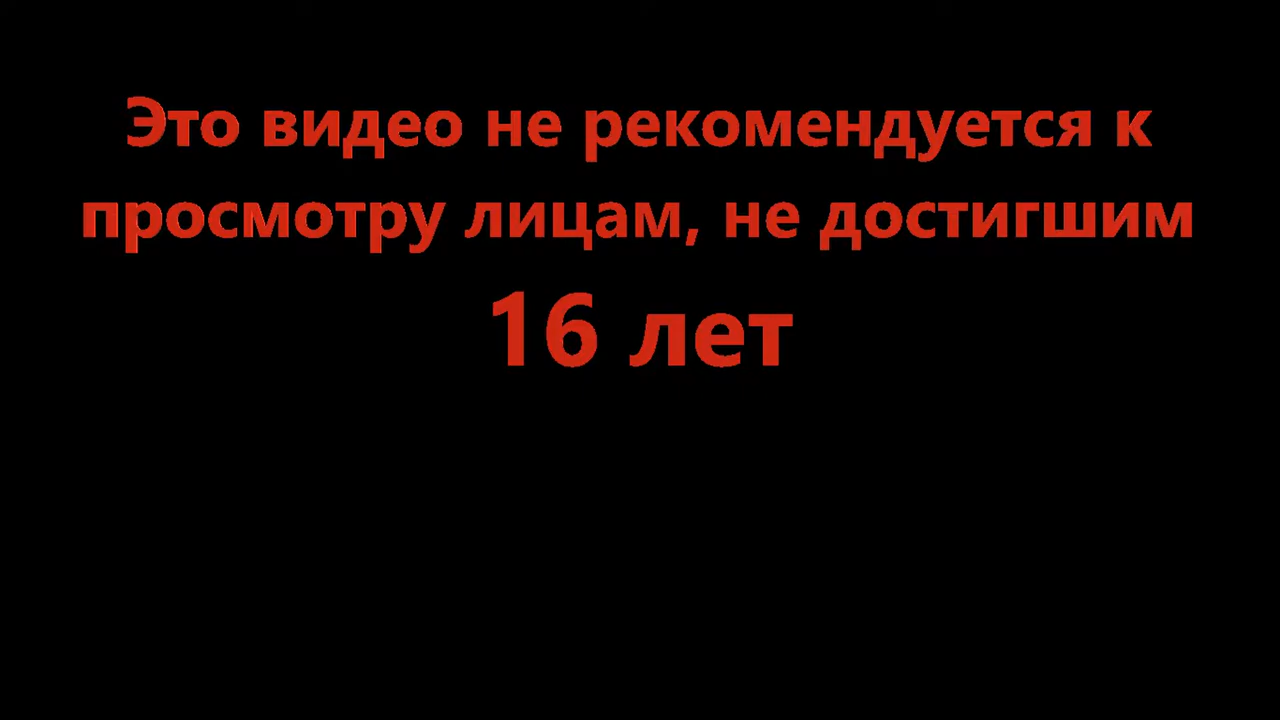 Это видео не рекомендуется к
просмотру лицам, не достигшим
16 лет